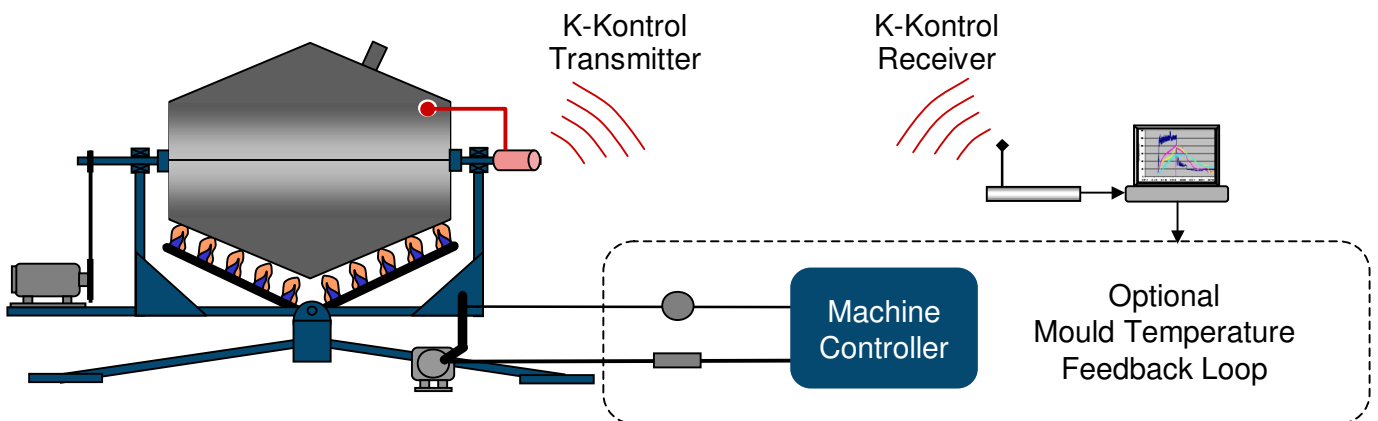 K-Kontrol
Transmitter
K-Kontrol
Receiver
Machine
Controller
Optional
Mould Temperature
Feedback Loop